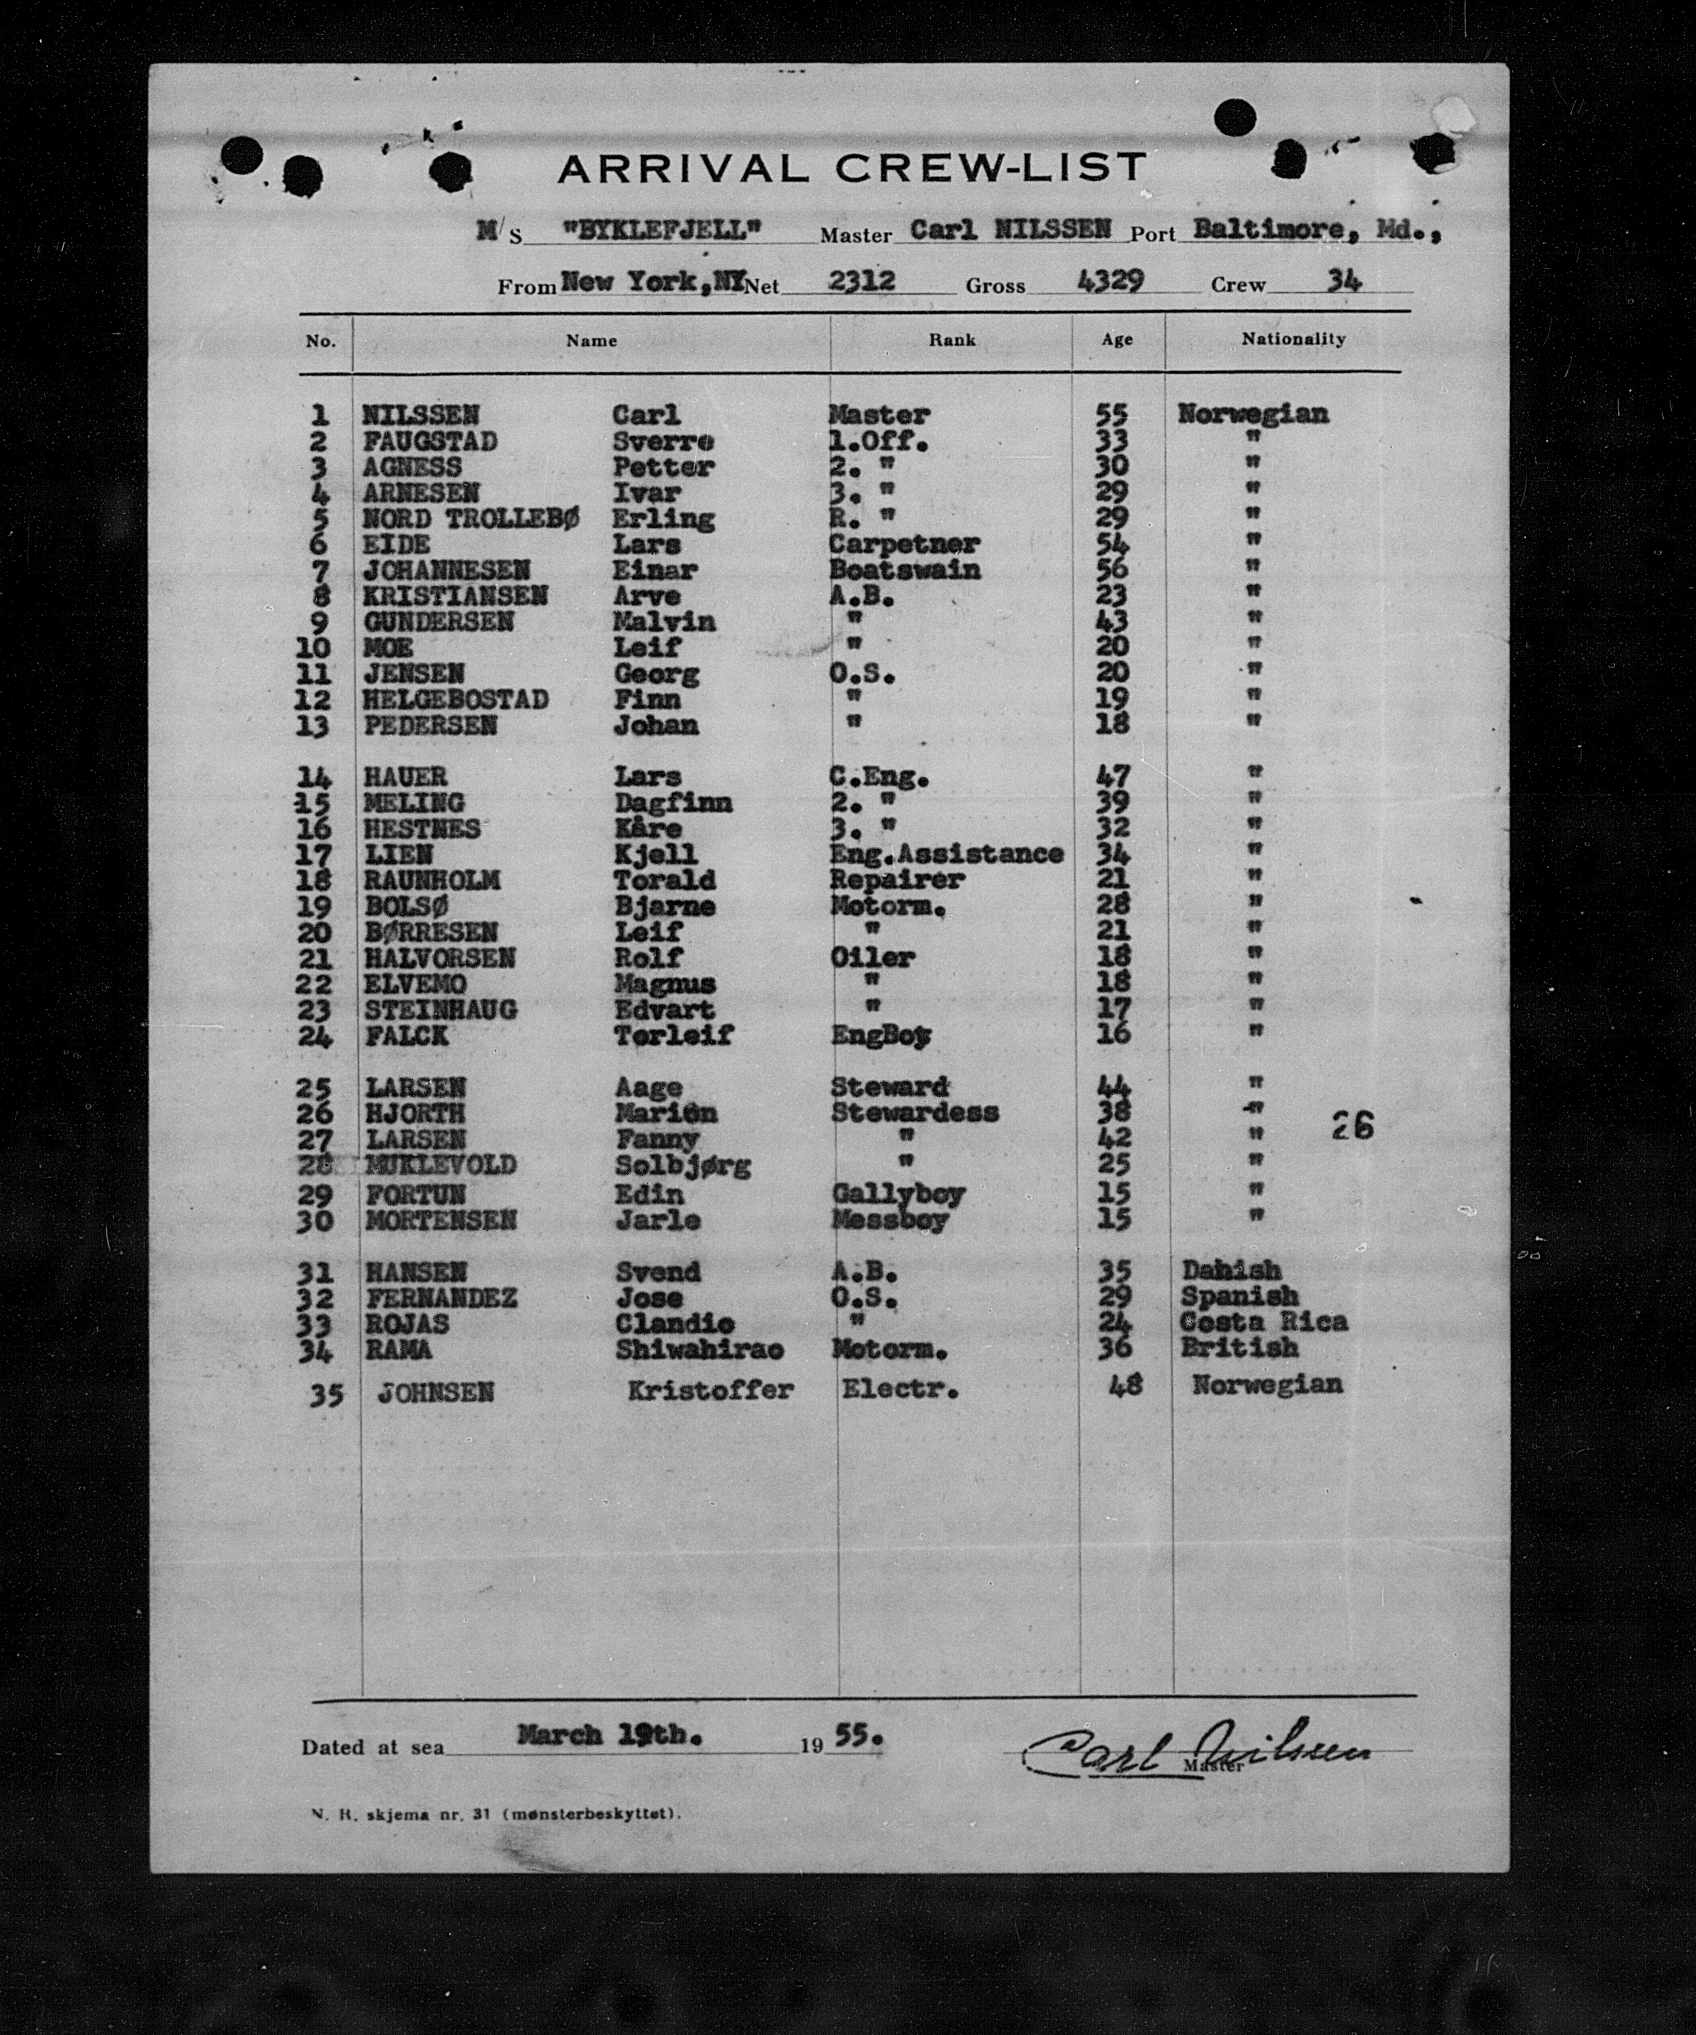 ARRIVAL CREW-LIST
M/S "BYKLEFJELL" Master Carl NILSSEN Port Baltimore, Md.,
From New York,NY Net 2312 Gross 4329 Crew 34
No. Name Rank Age Nationality
1 NILSSEN Carl Master 55 Norwegian
2 FAUGSTAD Sverre 1.Off. 33 "
3 AGNESS Petter 2. " 30 "
4 ARNESEN Ivar 3. " 29 "
5 NORD TROLLEBØ Erling R. " 29 "
6 EIDE Lars Carpetner 54 "
7 JOHANNESEN Einar Boatswain 56 "
8 KRISTIANSEN Arve A.B. 23 "
9 GUNDERSEN Malvin " 43 "
10 MOE Leif " 20 "
11 JENSEN Georg O.S. 20 "
12 HELGEBOSTAD Finn " 19 "
13 PEDERSEN Johan " 18 "
14 HAUER Lars C.Eng. 47 "
15 MELING Dagfinn 2. " 39 "
16 HESTNES Kåre 3. " 32 "
17 LIEN Kjell Eng.Assistance 34 "
18 RAUNHOLM Torald Repairer 21 "
19 BOLSØ Bjarne Motorm. 28 "
20 BØRRESEN Leif " 21 "
21 HALVORSEN Rolf Oiler 18 "
22 ELVEMO Magnus " 18 "
23 STEINHAUG Edvart " 17 "
24 FALCK Torleif EngBoy 16 "
25 LARSEN Aage Steward 44 "
26 HJORTH Marion Stewardess 38 "
27 LARSEN Fanny " 42 " 26
28 MUKLEVOLD Solbjørg " 25 "
29 FORTUN Edin Gallyboy 15 "
30 MORTENSEN Jarle Messboy 15 "
31 HANSEN Svend A.B. 35 Danish
32 FERNANDEZ Jose O.S. 29 Spanish
33 ROJAS Clandio " 24 Costa Rica
34 RAMA Shiwahirao Motorm. 36 British
35 JOHNSEN Kristoffer Electr. 48 Norwegian
Dated at sea March 19th. 1955. Carl Nilssen
Master
N. R. skjema nr. 31 (mønsterbeskyttet).